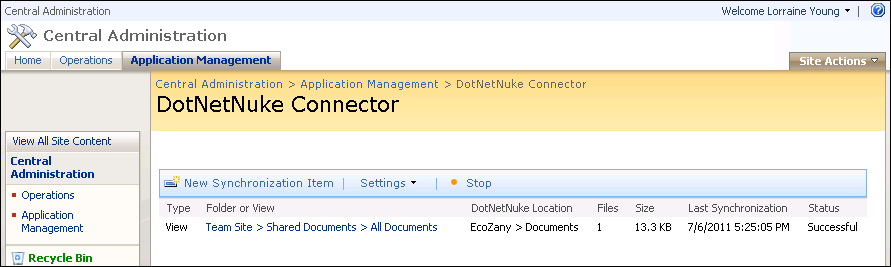 Central Administration
Welcome Lorraine Young
Central Administration
Home Operations Application Management
Site Actions
Central Administration > Application Management > DotNetNuke Connector
DotNetNuke Connector
View All Site Content
Central
Administration
Operations
Application
Management
Recycle Bin
New Synchronization Item | Settings | Stop
Type Folder or View DotNetNuke Location Files Size Last Synchronization Status
View Team Site > Shared Documents > All Documents EcoZany > Documents 1 13.3 KB 7/6/2011 5:25:05 PM Successful